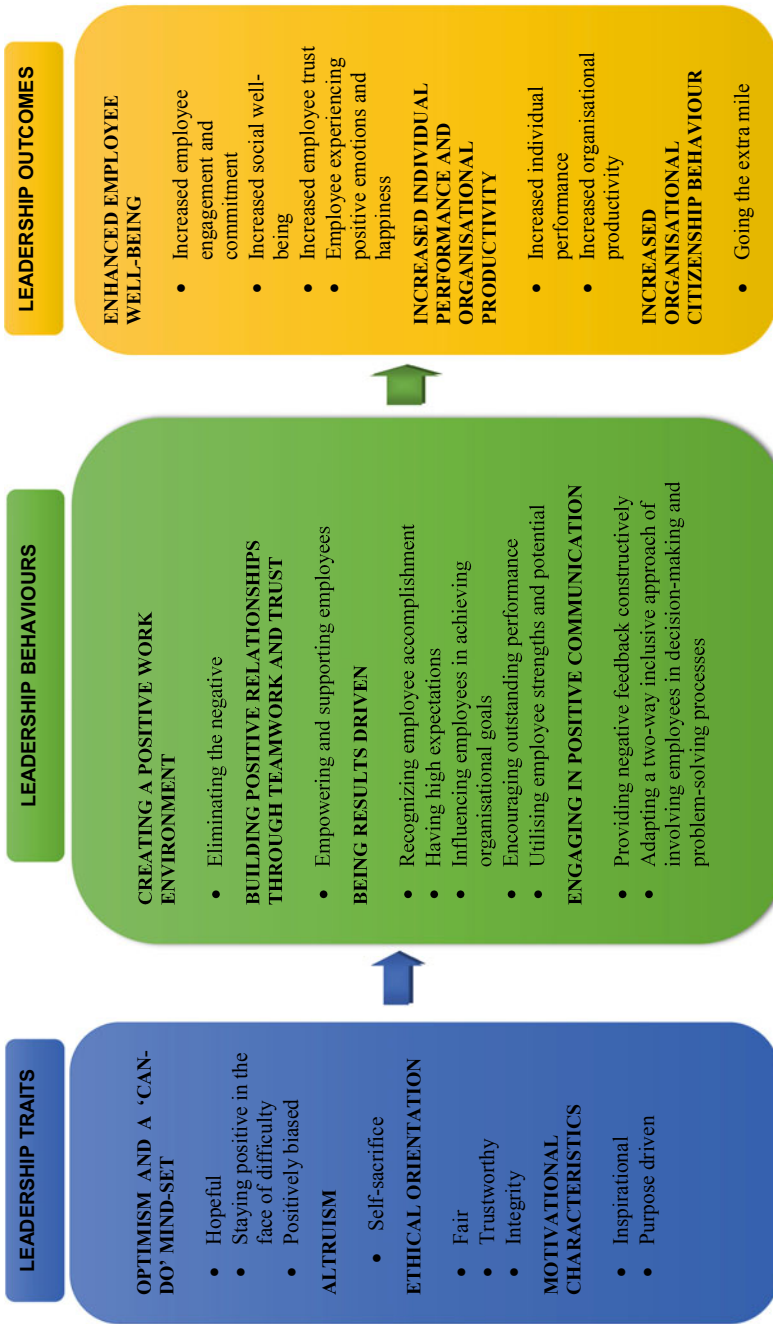 LEADERSHIP TRAITS
OPTIMISM AND A ‘CAN-
DO’ MIND-SET
• Hopeful
• Staying positive in the
face of difficulty
• Positively biased
ALTRUISM
• Self-sacrifice
ETHICAL ORIENTATION
• Fair
• Trustworthy
• Integrity
MOTIVATIONAL
CHARACTERISTICS
• Inspirational
• Purpose driven
LEADERSHIP BEHAVIOURS
CREATING A POSITIVE WORK
ENVIRONMENT
• Eliminating the negative
BUILDING POSITIVE RELATIONSHIPS
THROUGH TEAMWORK AND TRUST
• Empowering and supporting employees
BEING RESULTS DRIVEN
• Recognizing employee accomplishment
• Having high expectations
• Influencing employees in achieving
organisational goals
• Encouraging outstanding performance
• Utilising employee strengths and potential
ENGAGING IN POSITIVE COMMUNICATION
• Providing negative feedback constructively
• Adapting a two-way inclusive approach of
involving employees in decision-making and
problem-solving processes
LEADERSHIP OUTCOMES
ENHANCED EMPLOYEE
WELL-BEING
• Increased employee
engagement and
commitment
• Increased social well-
being
• Increased employee trust
• Employee experiencing
positive emotions and
happiness
INCREASED INDIVIDUAL
PERFORMANCE AND
ORGANISATIONAL
PRODUCTIVITY
• Increased individual
performance
• Increased organisational
productivity
INCREASED
ORGANISATIONAL
CITIZENSHIP BEHAVIOUR
• Going the extra mile